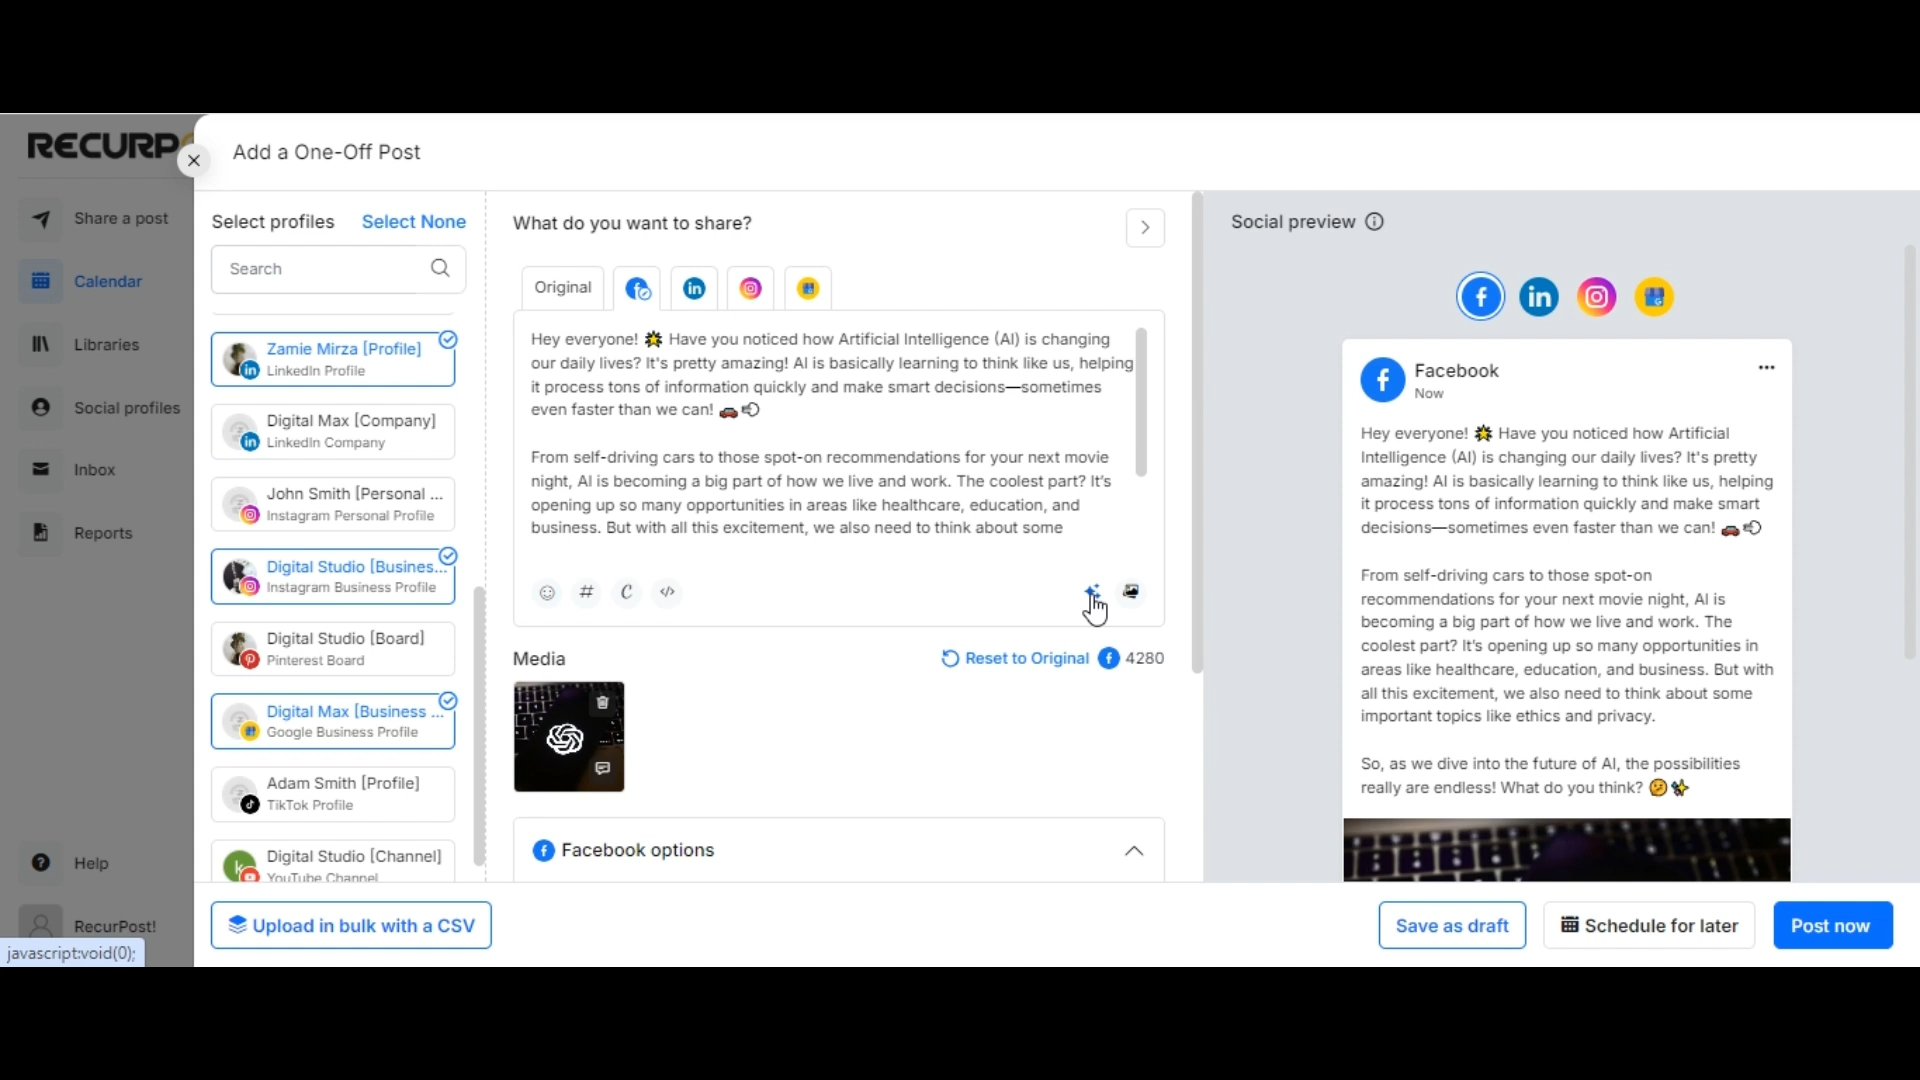 RECURP
Add a One-Off Post
Share a post
Calendar
Libraries
Social profiles
Inbox
Reports
Help
RecurPost!
javascript:void(0);
Select profiles
Select None
Search
Zamie Mirza [Profile]
LinkedIn Profile
Digital Max [Company]
LinkedIn Company
John Smith [Personal ...
Instagram Personal Profile
Digital Studio [Busines...
Instagram Business Profile
Digital Studio [Board]
Pinterest Board
Digital Max [Business ...
Google Business Profile
Adam Smith [Profile]
TikTok Profile
Digital Studio [Channel]
YouTube Channel
Upload in bulk with a CSV
What do you want to share?
Original
Hey everyone! 🌟 Have you noticed how Artificial Intelligence (AI) is changing
our daily lives? It's pretty amazing! AI is basically learning to think like us, helping
it process tons of information quickly and make smart decisions—sometimes
even faster than we can! 🚗💨
From self-driving cars to those spot-on recommendations for your next movie
night, AI is becoming a big part of how we live and work. The coolest part? It's
opening up so many opportunities in areas like healthcare, education, and
business. But with all this excitement, we also need to think about some
Media
Reset to Original
4280
Facebook options
Social preview
Facebook
Now
Hey everyone! 🌟 Have you noticed how Artificial
Intelligence (AI) is changing our daily lives? It's pretty
amazing! AI is basically learning to think like us, helping
it process tons of information quickly and make smart
decisions—sometimes even faster than we can! 🚗💨
From self-driving cars to those spot-on
recommendations for your next movie night, AI is
becoming a big part of how we live and work. The
coolest part? It's opening up so many opportunities in
areas like healthcare, education, and business. But with
all this excitement, we also need to think about some
important topics like ethics and privacy.
So, as we dive into the future of AI, the possibilities
really are endless! What do you think? 🤔✨
Save as draft
Schedule for later
Post now